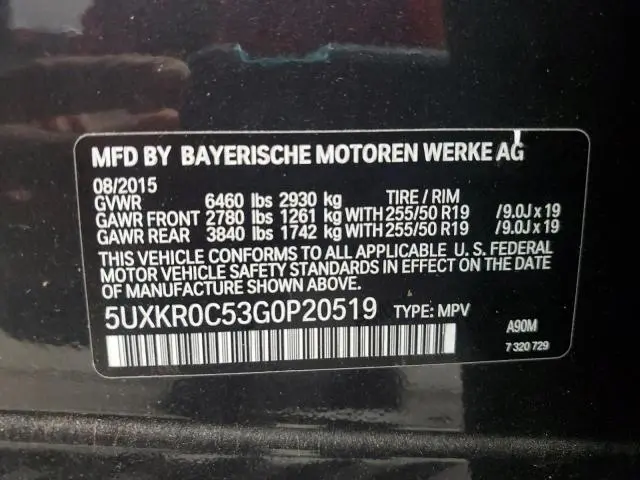 MFD BY BAYERISCHE MOTOREN WERKE AG
08/2015
GVWR 6460 lbs 2930 kg TIRE / RIM
GAWR FRONT 2780 lbs 1261 kg WITH 255/50 R19 /9.0J x 19
GAWR REAR 3840 lbs 1742 kg WITH 255/50 R19 /9.0J x 19
THIS VEHICLE CONFORMS TO ALL APPLICABLE U. S. FEDERAL
MOTOR VEHICLE SAFETY STANDARDS IN EFFECT ON THE DATE
OF MANUFACTURE SHOWN ABOVE.
5UXKR0C53G0P20519 TYPE: MPV
A90M
7 320 729